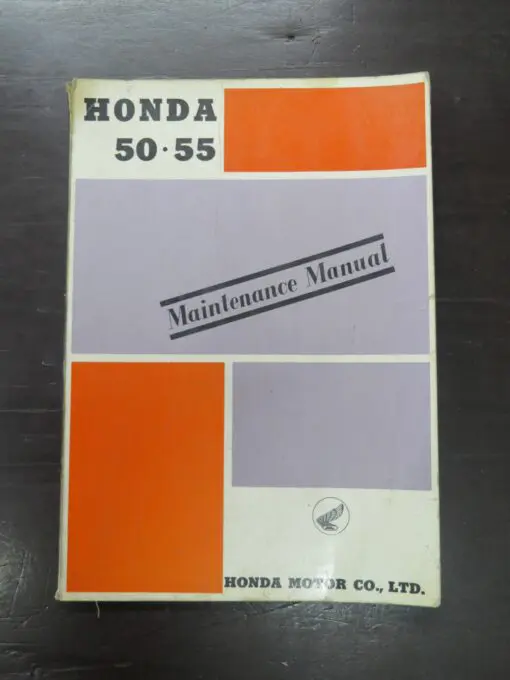 HONDA
50·55
Maintenance Manual
HONDA MOTOR CO., LTD.